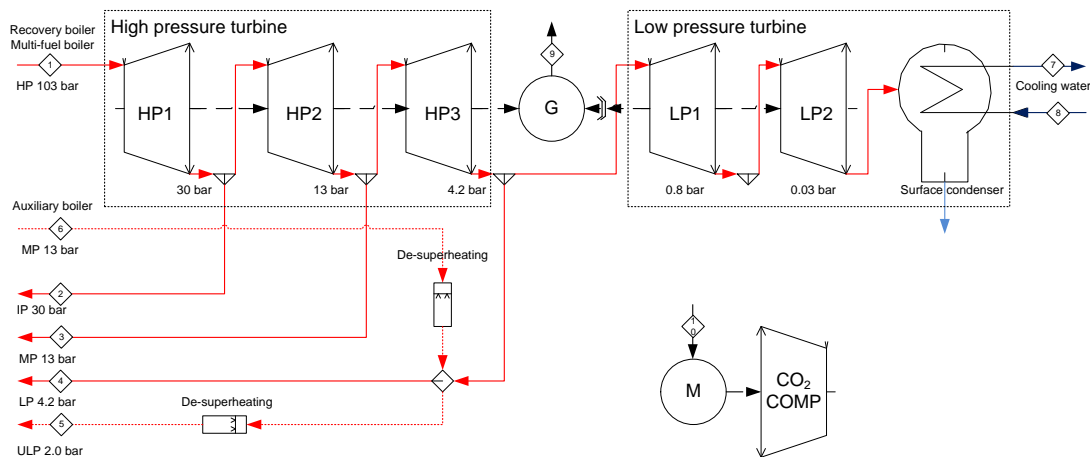 Recovery boiler
Multi-fuel boiler
1
HP 103 bar
High pressure turbine
HP1
HP2
HP3
30 bar
13 bar
4.2 bar
9
G
Low pressure turbine
LP1
LP2
0.8 bar
0.03 bar
7
Cooling water
8
Surface condenser
Auxiliary boiler
6
MP 13 bar
De-superheating
2
IP 30 bar
3
MP 13 bar
4
LP 4.2 bar
De-superheating
5
ULP 2.0 bar
10
M
CO2
COMP